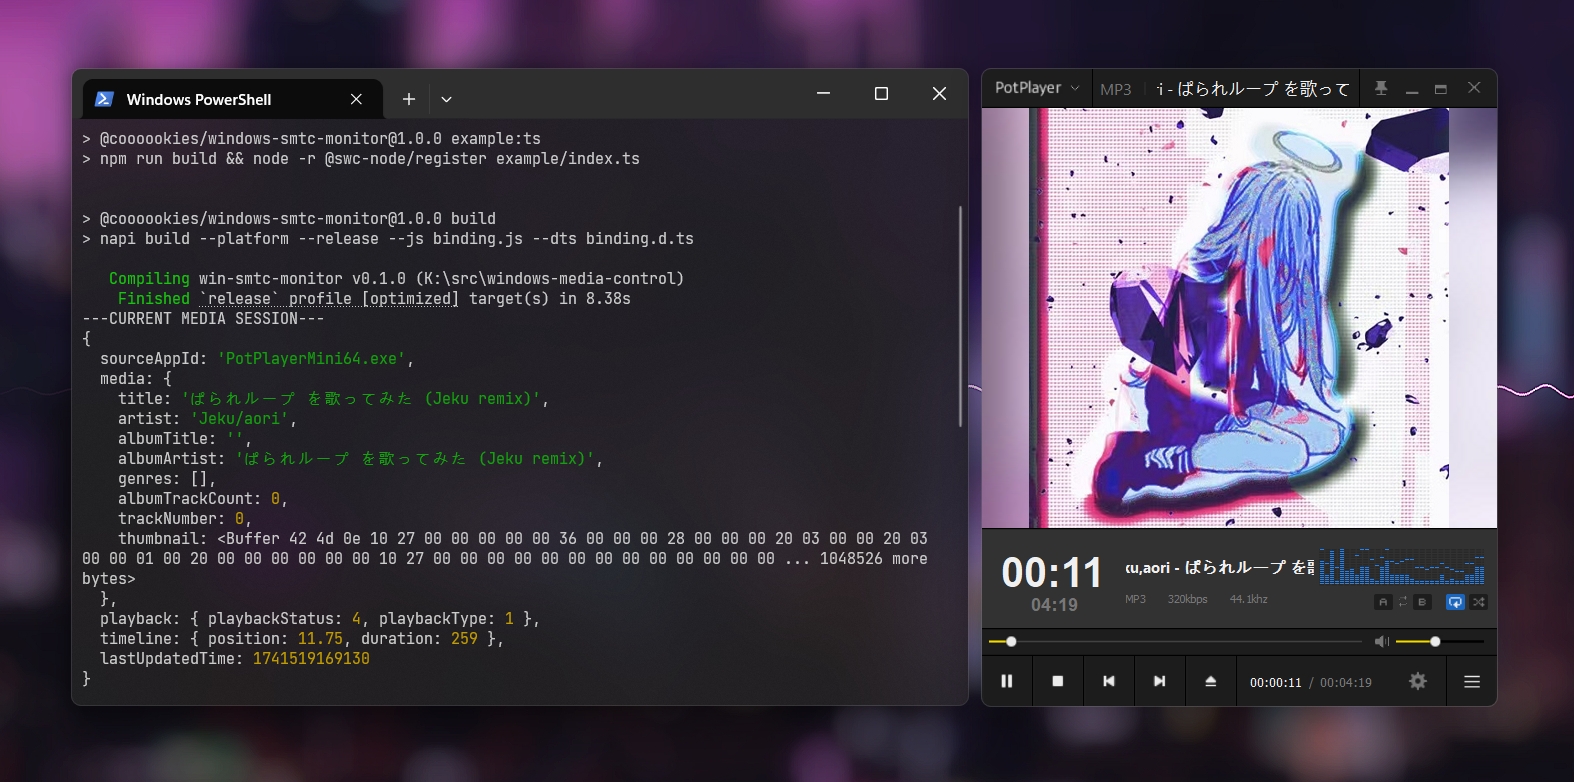 Windows PowerShell
> @coooookies/windows-smtc-monitor@1.0.0 example:ts
> npm run build && node -r @swc-node/register example/index.ts
> @coooookies/windows-smtc-monitor@1.0.0 build
> napi build --platform --release --js binding.js --dts binding.d.ts
Compiling win-smtc-monitor v0.1.0 (K:\src\windows-media-control)
Finished `release` profile [optimized] target(s) in 8.38s
---CURRENT MEDIA SESSION---
{
sourceAppId: 'PotPlayerMini64.exe',
media: {
title: 'ぱられループ を歌ってみた (Jeku remix)',
artist: 'Jeku/aori',
albumTitle: '',
albumArtist: 'ぱられループ を歌ってみた (Jeku remix)',
genres: [],
albumTrackCount: 0,
trackNumber: 0,
thumbnail: <Buffer 42 4d 0e 10 27 00 00 00 00 00 36 00 00 00 28 00 00 00 20 03 00 00 20 03
00 00 01 00 20 00 00 00 00 00 00 10 27 00 00 00 00 00 00 00 00 00 00 00 00 00 ... 1048526 more
bytes>
},
playback: { playbackStatus: 4, playbackType: 1 },
timeline: { position: 11.75, duration: 259 },
lastUpdatedTime: 1741519169130
}
PotPlayer MP3 i - ぱられループ を歌って
00:11
04:19
ku,aori - ぱられループ を歌
MP3 320kbps 44.1khz
A B
00:00:11 / 00:04:19